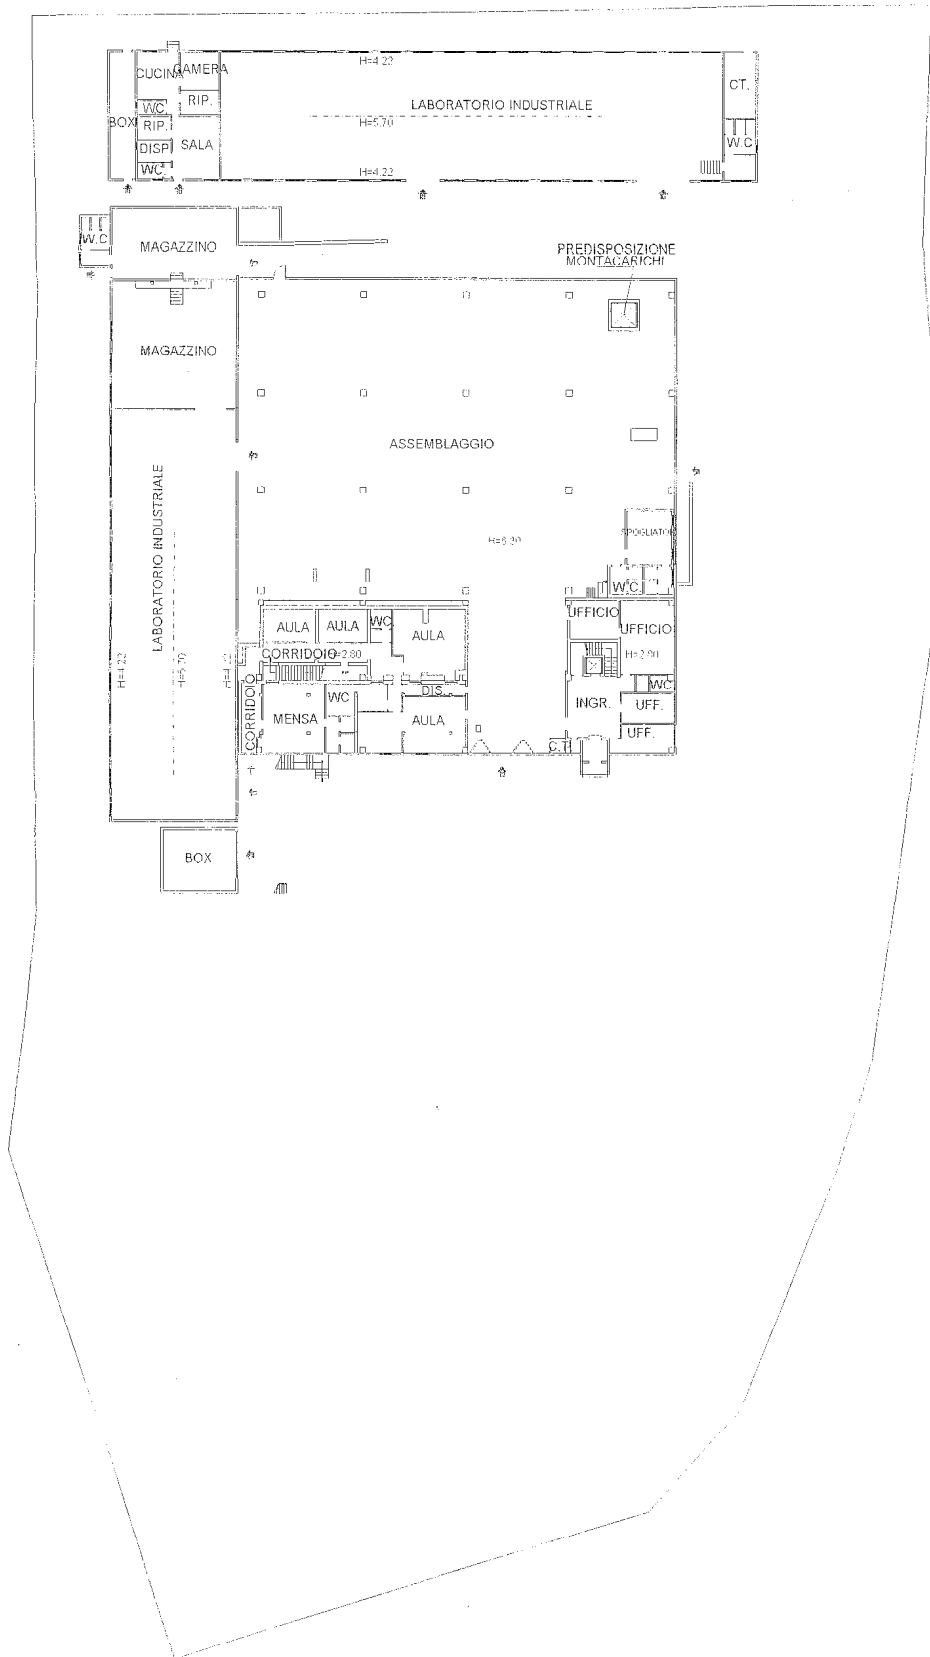 H=4.22
CUCINA
CAMERA
CT.
RIP.
LABORATORIO INDUSTRIALE
WC.
BOX
RIP.
H=5.70
SALA
W.C
DISP
WC.
H=4.22
W.C
MAGAZZINO
PREDISPOSIZIONE
MONTACARICHI
MAGAZZINO
ASSEMBLAGGIO
LABORATORIO INDUSTRIALE
SPOGLIATOI
H=6.30
W.C.
UFFICIO
UFFICIO
AULA
AULA
WC
AULA
CORRIDOIO
H=2.80
H=2.90
H=4.22
H=5.70
CORRIDOIO
WC
DIS.
WC
MENSA
AULA
INGR.
UFF.
UFF.
C.T.
BOX